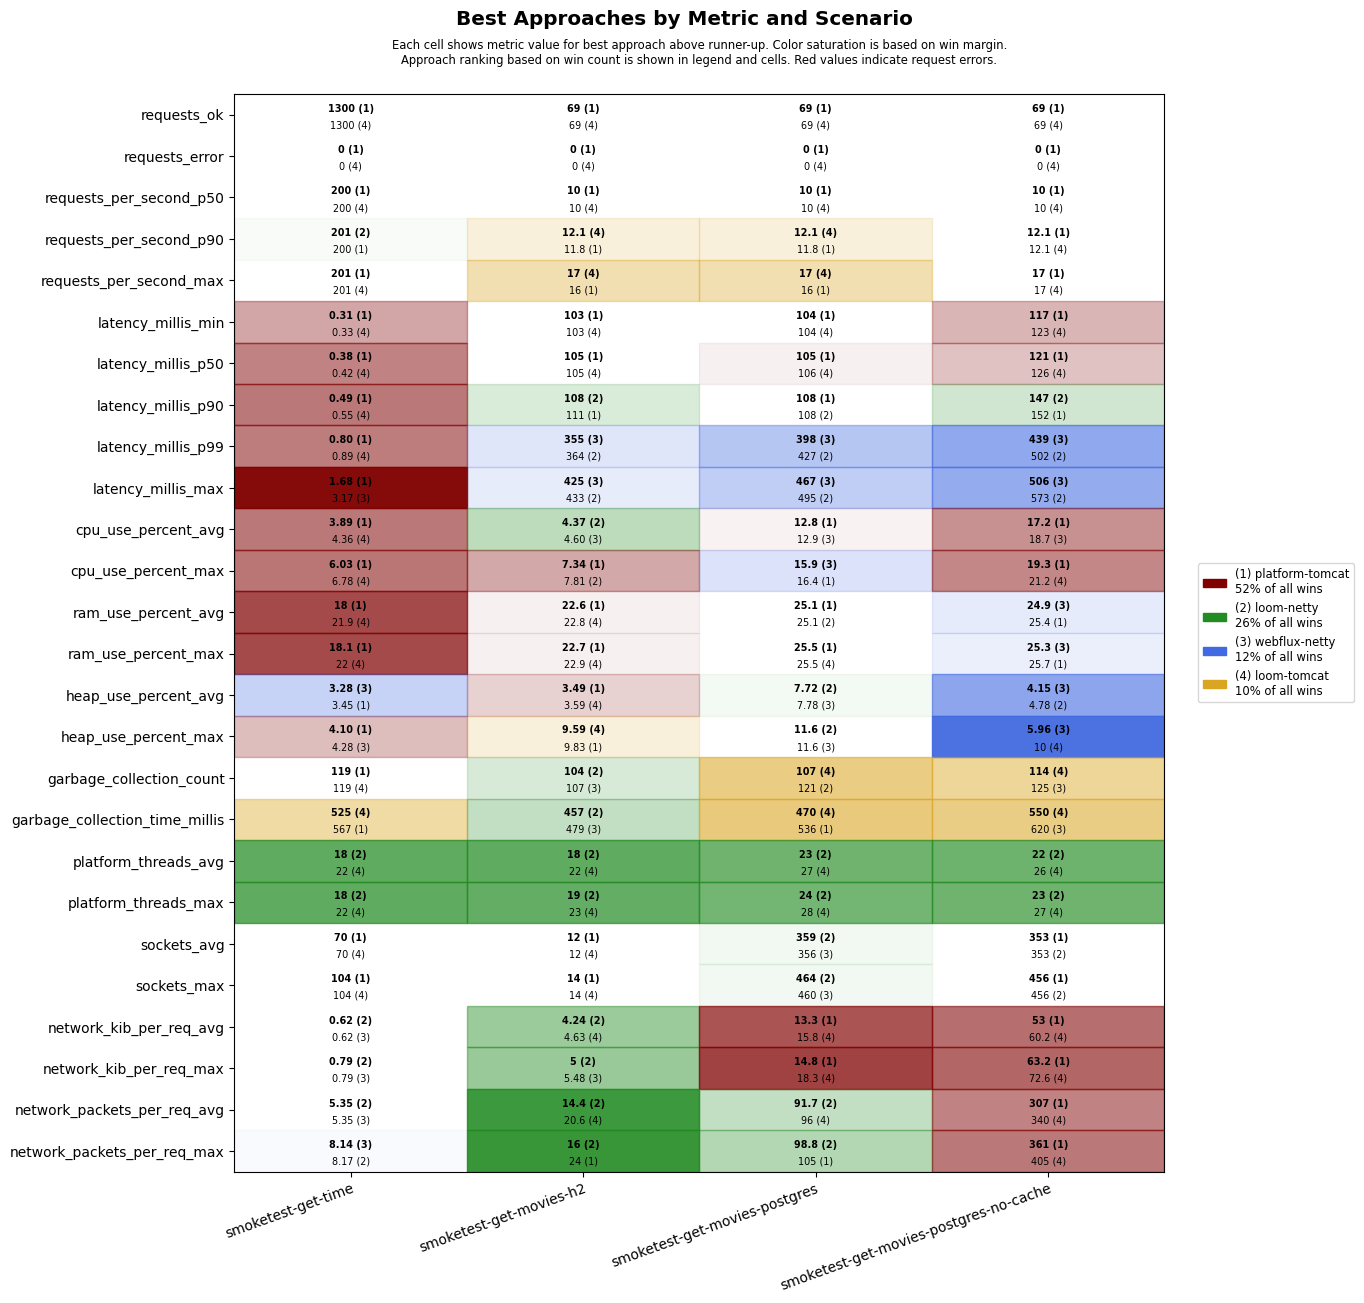 Best Approaches by Metric and Scenario
Each cell shows metric value for best approach above runner-up. Color saturation is based on win margin.
Approach ranking based on win count is shown in legend and cells. Red values indicate request errors.
requests_ok
1300 (1) 69 (1) 69 (1) 69 (1)
1300 (4) 69 (4) 69 (4) 69 (4)
requests_error
0 (1) 0 (1) 0 (1) 0 (1)
0 (4) 0 (4) 0 (4) 0 (4)
requests_per_second_p50
200 (1) 10 (1) 10 (1) 10 (1)
200 (4) 10 (4) 10 (4) 10 (4)
requests_per_second_p90
201 (2) 12.1 (4) 12.1 (4) 12.1 (1)
200 (1) 11.8 (1) 11.8 (1) 12.1 (4)
requests_per_second_max
201 (1) 17 (4) 17 (4) 17 (1)
201 (4) 16 (1) 16 (1) 17 (4)
latency_millis_min
0.31 (1) 103 (1) 104 (1) 117 (1)
0.33 (4) 103 (4) 104 (4) 123 (4)
latency_millis_p50
0.38 (1) 105 (1) 105 (1) 121 (1)
0.42 (4) 105 (4) 106 (4) 126 (4)
latency_millis_p90
0.49 (1) 108 (2) 108 (1) 147 (2)
0.55 (4) 111 (1) 108 (2) 152 (1)
latency_millis_p99
0.80 (1) 355 (3) 398 (3) 439 (3)
0.89 (4) 364 (2) 427 (2) 502 (2)
latency_millis_max
1.68 (1) 425 (3) 467 (3) 506 (3)
3.17 (3) 433 (2) 495 (2) 573 (2)
cpu_use_percent_avg
3.89 (1) 4.37 (2) 12.8 (1) 17.2 (1)
4.36 (4) 4.60 (3) 12.9 (3) 18.7 (3)
cpu_use_percent_max
6.03 (1) 7.34 (1) 15.9 (3) 19.3 (1)
6.78 (4) 7.81 (2) 16.4 (1) 21.2 (4)
ram_use_percent_avg
18 (1) 22.6 (1) 25.1 (1) 24.9 (3)
21.9 (4) 22.8 (4) 25.1 (2) 25.4 (1)
ram_use_percent_max
18.1 (1) 22.7 (1) 25.5 (1) 25.3 (3)
22 (4) 22.9 (4) 25.5 (4) 25.7 (1)
heap_use_percent_avg
3.28 (3) 3.49 (1) 7.72 (2) 4.15 (3)
3.45 (1) 3.59 (4) 7.78 (3) 4.78 (2)
heap_use_percent_max
4.10 (1) 9.59 (4) 11.6 (2) 5.96 (3)
4.28 (3) 9.83 (1) 11.6 (3) 10 (4)
garbage_collection_count
119 (1) 104 (2) 107 (4) 114 (4)
119 (4) 107 (3) 121 (2) 125 (3)
garbage_collection_time_millis
525 (4) 457 (2) 470 (4) 550 (4)
567 (1) 479 (3) 536 (1) 620 (3)
platform_threads_avg
18 (2) 18 (2) 23 (2) 22 (2)
22 (4) 22 (4) 27 (4) 26 (4)
platform_threads_max
18 (2) 19 (2) 24 (2) 23 (2)
22 (4) 23 (4) 28 (4) 27 (4)
sockets_avg
70 (1) 12 (1) 359 (2) 353 (1)
70 (4) 12 (4) 356 (3) 353 (2)
sockets_max
104 (1) 14 (1) 464 (2) 456 (1)
104 (4) 14 (4) 460 (3) 456 (2)
network_kib_per_req_avg
0.62 (2) 4.24 (2) 13.3 (1) 53 (1)
0.62 (3) 4.63 (4) 15.8 (4) 60.2 (4)
network_kib_per_req_max
0.79 (2) 5 (2) 14.8 (1) 63.2 (1)
0.79 (3) 5.48 (3) 18.3 (4) 72.6 (4)
network_packets_per_req_avg
5.35 (2) 14.4 (2) 91.7 (2) 307 (1)
5.35 (3) 20.6 (4) 96 (4) 340 (4)
network_packets_per_req_max
8.14 (3) 16 (2) 98.8 (2) 361 (1)
8.17 (2) 24 (1) 105 (1) 405 (4)
smoketest-get-time
smoketest-get-movies-h2
smoketest-get-movies-postgres
smoketest-get-movies-postgres-no-cache
(1) platform-tomcat
52% of all wins
(2) loom-netty
26% of all wins
(3) webflux-netty
12% of all wins
(4) loom-tomcat
10% of all wins